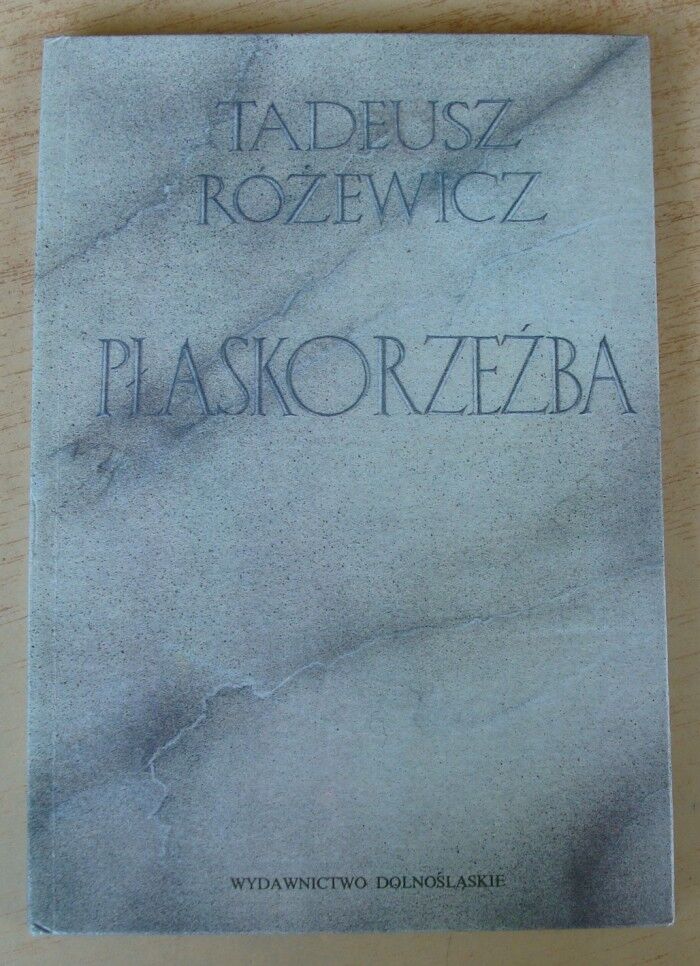 TADEUSZ
RÓŻEWICZ
PŁASKORZEŹBA
WYDAWNICTWO DOLNOŚLĄSKIE